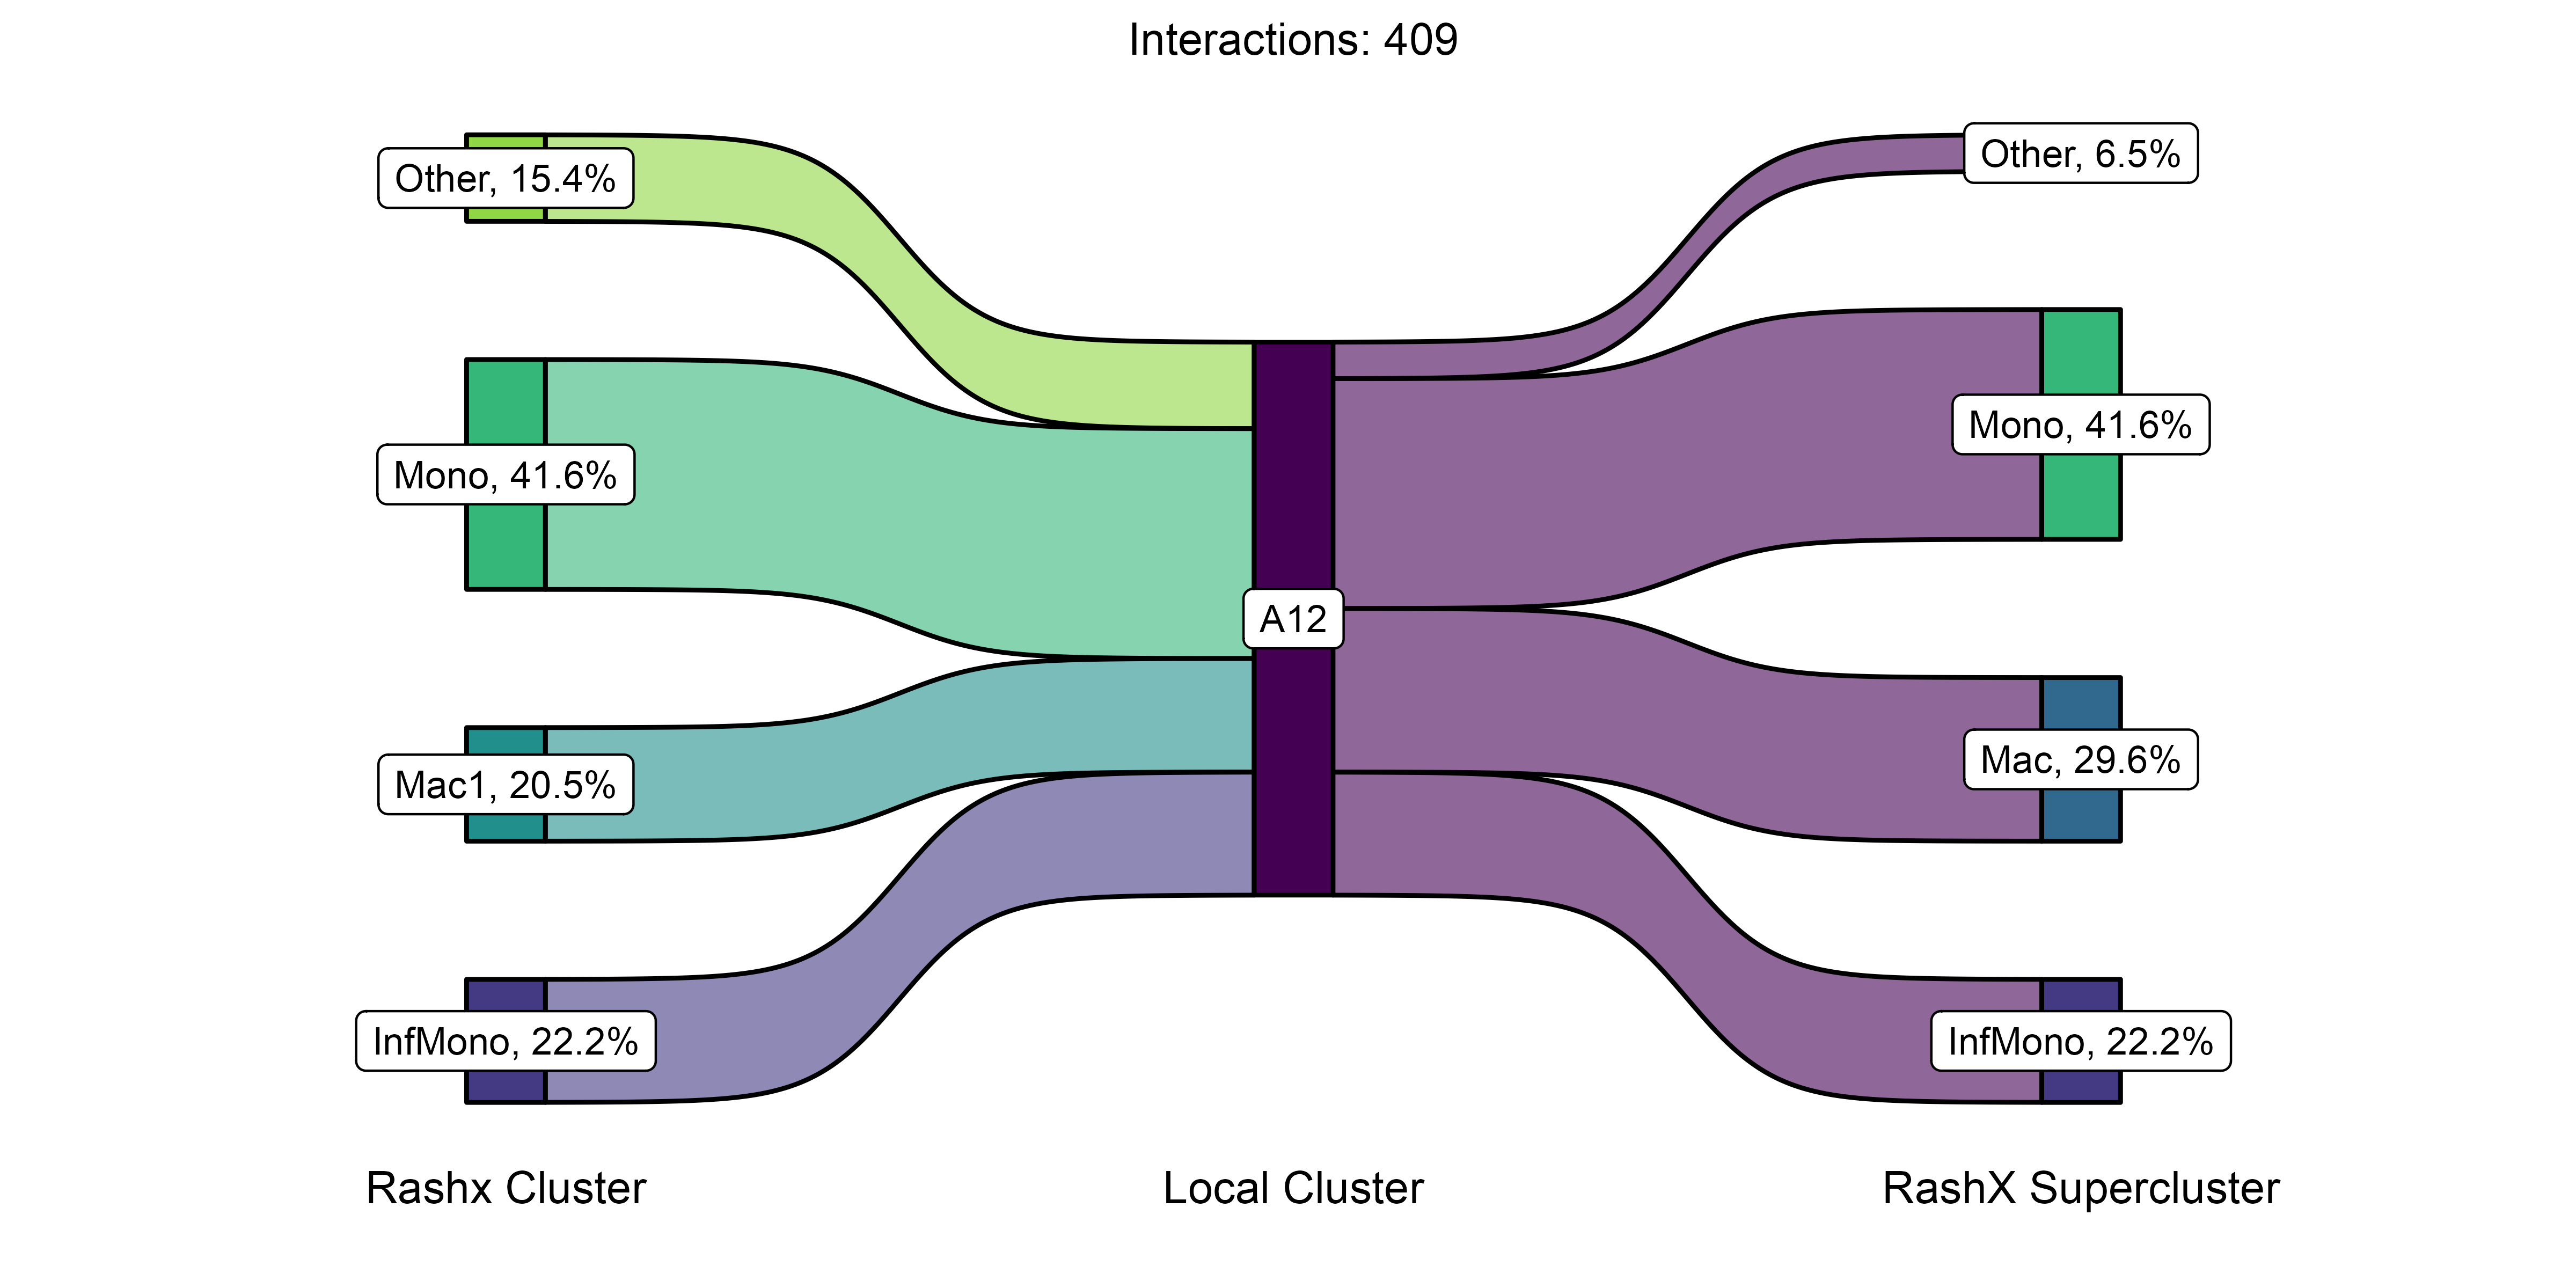 Interactions: 409
Other, 15.4%
Other, 6.5%
Mono, 41.6%
Mono, 41.6%
A12
Mac1, 20.5%
Mac, 29.6%
InfMono, 22.2%
InfMono, 22.2%
Rashx Cluster
Local Cluster
RashX Supercluster